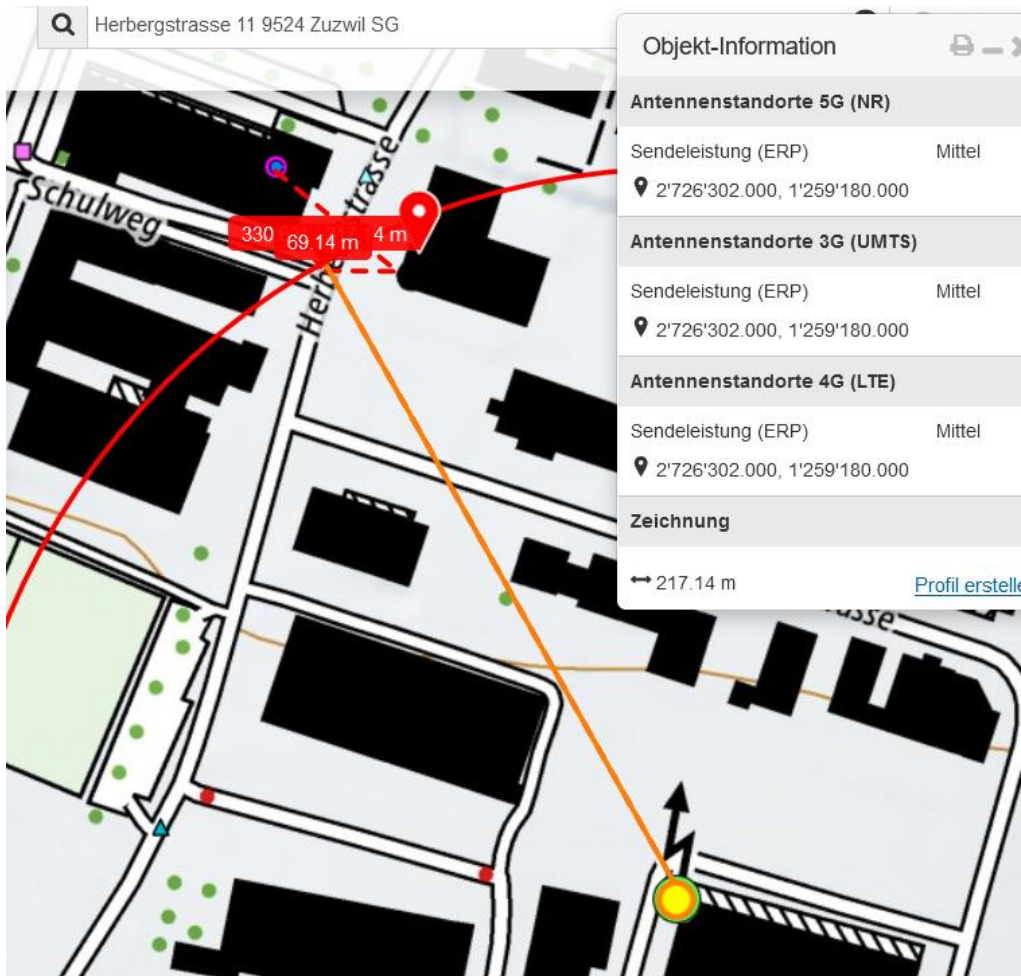 Herbergstrasse 11 9524 Zuzwil SG
Objekt-Information
Antennenstandorte 5G (NR)
Sendeleistung (ERP) Mittel
2'726'302.000, 1'259'180.000
Antennenstandorte 3G (UMTS)
Sendeleistung (ERP) Mittel
2'726'302.000, 1'259'180.000
Antennenstandorte 4G (LTE)
Sendeleistung (ERP) Mittel
2'726'302.000, 1'259'180.000
Zeichnung
217.14 m Profil erstelle
Schulweg
330
69.14 m
4 m